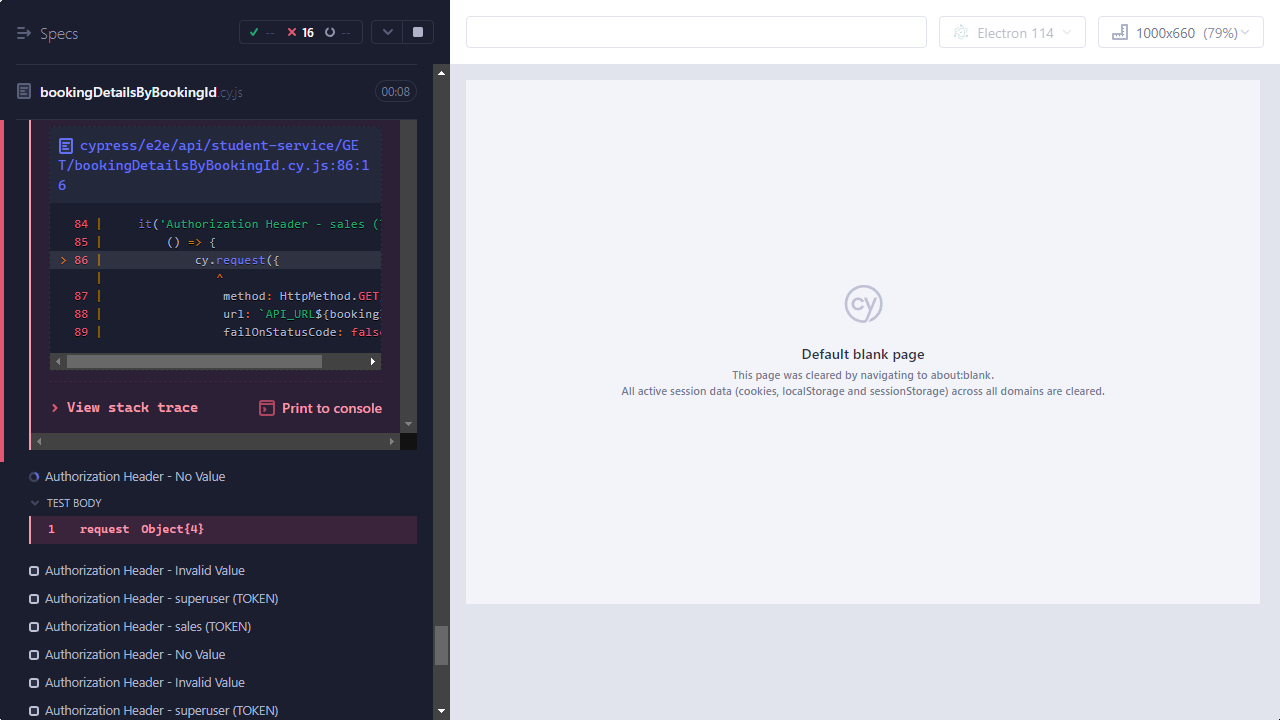 Specs
-- 16 --
Electron 114
1000x660 (79%)
bookingDetailsByBookingId.cy.js
00:08
cypress/e2e/api/student-service/GE
T/bookingDetailsByBookingId.cy.js:86:1
6
84 | it('Authorization Header - sales (
85 | () => {
> 86 | cy.request({
| ^
87 | method: HttpMethod.GET
88 | url: `API_URL${booking
89 | failOnStatusCode: false
> View stack trace
Print to console
Authorization Header - No Value
TEST BODY
1 request Object{4}
Authorization Header - Invalid Value
Authorization Header - superuser (TOKEN)
Authorization Header - sales (TOKEN)
Authorization Header - No Value
Authorization Header - Invalid Value
Authorization Header - superuser (TOKEN)
cy
Default blank page
This page was cleared by navigating to about:blank.
All active session data (cookies, localStorage and sessionStorage) across all domains are cleared.